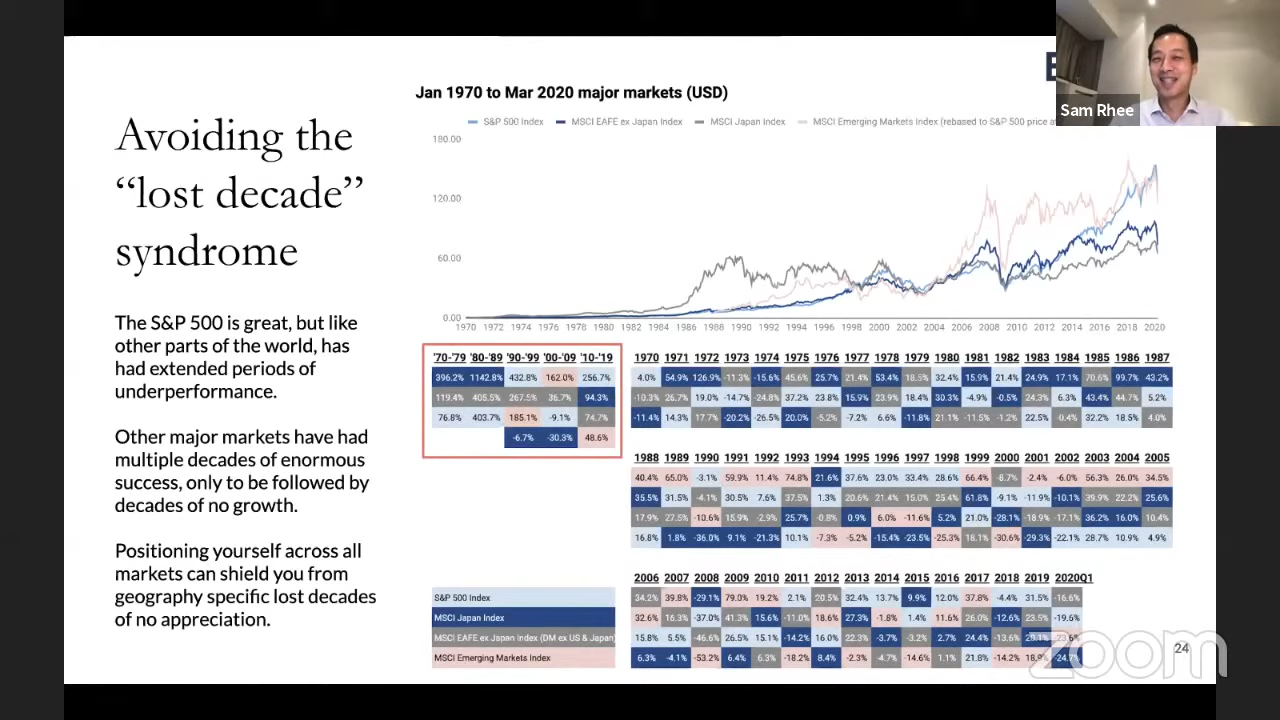 Sam Rhee
Avoiding the
“lost decade”
syndrome
The S&P 500 is great, but like
other parts of the world, has
had extended periods of
underperformance.
Other major markets have had
multiple decades of enormous
success, only to be followed by
decades of no growth.
Positioning yourself across all
markets can shield you from
geography specific lost decades
of no appreciation.
Jan 1970 to Mar 2020 major markets (USD)
S&P 500 Index MSCI EAFE ex Japan Index MSCI Japan Index MSCI Emerging Markets Index (rebased to S&P 500 price
180.00
120.00
60.00
0.00
1970 1972 1974 1976 1978 1980 1982 1984 1986 1988 1990 1992 1994 1996 1998 2000 2002 2004 2006 2008 2010 2012 2014 2016 2018 2020
'70-'79 '80-'89 '90-'99 '00-'09 '10-'19
396.2% 1142.8% 432.8% 162.0% 256.7%
119.4% 405.5% 267.5% 36.7% 94.3%
76.8% 403.7% 185.1% -9.1% 74.7%
-6.7% -30.3% 48.6%
1970 1971 1972 1973 1974 1975 1976 1977 1978 1979 1980 1981 1982 1983 1984 1985 1986 1987
4.0% 54.9% 126.9% -11.3% -15.6% 45.6% 25.7% 21.4% 53.4% 18.5% 32.4% 15.9% 21.4% 24.9% 17.1% 70.6% 99.7% 43.2%
-10.3% 26.7% 19.0% -14.7% -24.8% 37.2% 23.8% 15.9% 23.9% 18.4% 30.3% -4.9% -0.5% 24.3% 6.3% 43.4% 44.7% 5.2%
-11.4% 14.3% 17.7% -20.2% -26.5% 20.0% -5.2% -7.2% 6.6% -11.8% 21.1% -11.5% -1.2% 22.5% -0.4% 32.2% 18.5% 4.0%
1988 1989 1990 1991 1992 1993 1994 1995 1996 1997 1998 1999 2000 2001 2002 2003 2004 2005
40.4% 65.0% -3.1% 59.9% 11.4% 74.8% 21.6% 37.6% 23.0% 33.4% 28.6% 66.4% -8.7% -2.4% -6.0% 56.3% 26.0% 34.5%
35.5% 31.5% -4.1% 30.5% 7.6% 37.5% 1.3% 20.6% 21.4% 15.0% 25.4% 61.8% -9.1% -11.9% -10.1% 39.9% 22.2% 25.6%
17.9% 27.5% -10.6% 15.9% -2.9% 25.7% -0.8% 0.9% 6.0% -11.6% 5.2% 21.0% -28.1% -18.9% -17.1% 36.2% 16.0% 10.4%
16.8% 1.8% -36.0% 9.1% -21.3% 10.1% -7.3% -5.2% -15.4% -23.5% -25.3% 18.1% -30.6% -29.3% -22.1% 28.7% 10.9% 4.9%
2006 2007 2008 2009 2010 2011 2012 2013 2014 2015 2016 2017 2018 2019 2020Q1
S&P 500 Index 34.2% 39.8% -29.1% 79.0% 19.2% 2.1% 20.5% 32.4% 13.7% 9.9% 12.0% 37.8% -4.4% 31.5% -16.6%
MSCI Japan Index 32.6% 16.3% -37.0% 41.3% 15.6% -11.0% 18.6% 27.3% -1.8% 1.4% 11.6% 26.0% -12.6% 23.5% -19.6%
MSCI EAFE ex Japan Index (DM ex US & Japan) 15.8% 5.5% -46.6% 26.5% 15.1% -14.2% 16.0% 22.3% -3.7% -3.2% 2.7% 24.4% -13.6%
MSCI Emerging Markets Index 6.3% -4.1% -53.2% 6.4% 6.3% -18.2% 8.4% -2.3% -4.7% -14.6% 1.1% 21.8% -14.2% 18.9% -24.7%
24
zoom